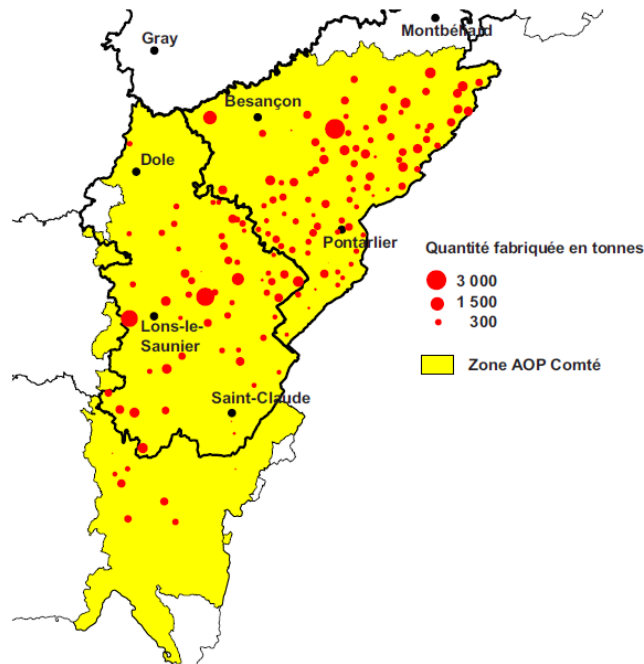 Montbéliard
Gray
Besançon
Dole
Pontarlier
Quantité fabriquée en tonnes
3 000
1 500
300
Lons-le-
Saunier
Zone AOP Comté
Saint-Claude